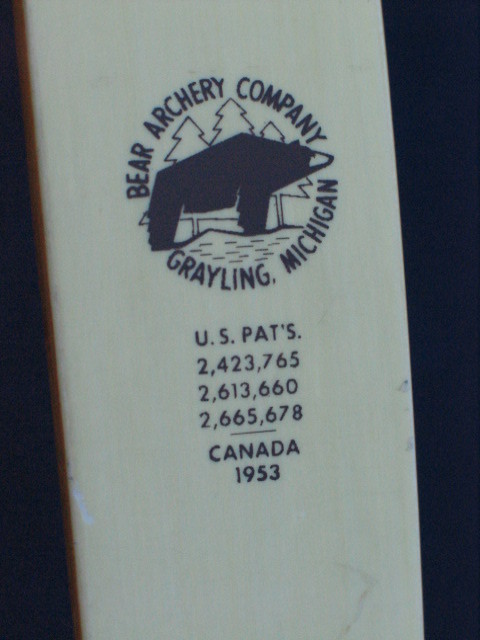 BEAR ARCHERY COMPANY
GRAYLING, MICHIGAN
U.S. PAT'S.
2,423,765
2,613,660
2,665,678
CANADA
1953